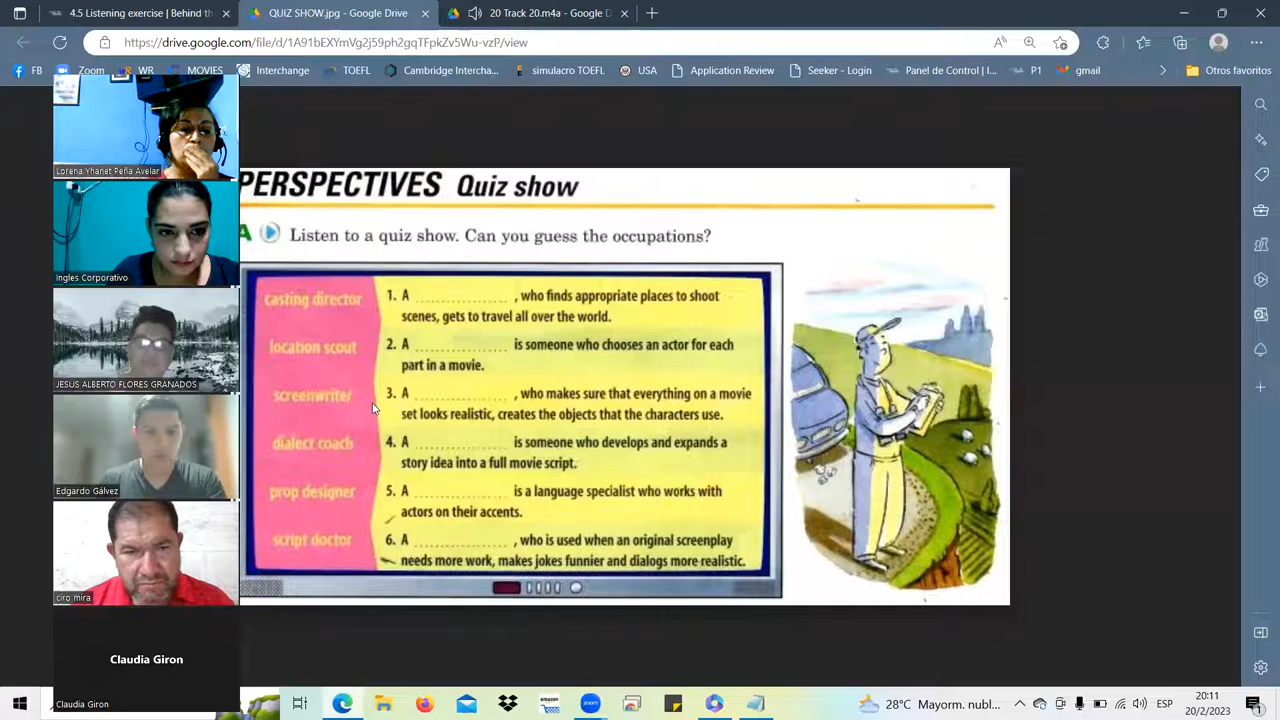 4.5 Listening exercise | Behind th
QUIZ SHOW.jpg - Google Drive
20 Track 20.m4a - Google D
https://drive.google.com/file/d/1A91bEXYmVg2j59ph2gqTFpkZv5Wu-vzP/view
FB
Zoom
WR
MOVIES
Interchange
TOEFL
Cambridge Intercha...
simulador TOEFL
USA
Application Review
Seeker - Login
Panel de Control | I...
P1
gmail
Otros favoritos
Lorena Yhanet Peña Avelar
Ingles Corporativo
JESUS ALBERTO FLORES GRANADOS
Edgardo Gálvez
ciro mira
Claudia Giron
Claudia Giron
PERSPECTIVES Quiz show
A Listen to a quiz show. Can you guess the occupations?
casting director
location scout
screenwriter
dialect coach
prop designer
script doctor
1. A .................... , who finds appropriate places to shoot
scenes, gets to travel all over the world.
2. A .................... is someone who chooses an actor for each
part in a movie.
3. A .................... , who makes sure that everything on a movie
set looks realistic, creates the objects that the characters use.
4. A .................... is someone who develops and expands a
story idea into a full movie script.
5. A .................... is a language specialist who works with
actors on their accents.
6. A .................... , who is used when an original screenplay
needs more work, makes jokes funnier and dialogs more realistic.
28°C Mayorm. nubl...
ESP
20:11
20/2/2023